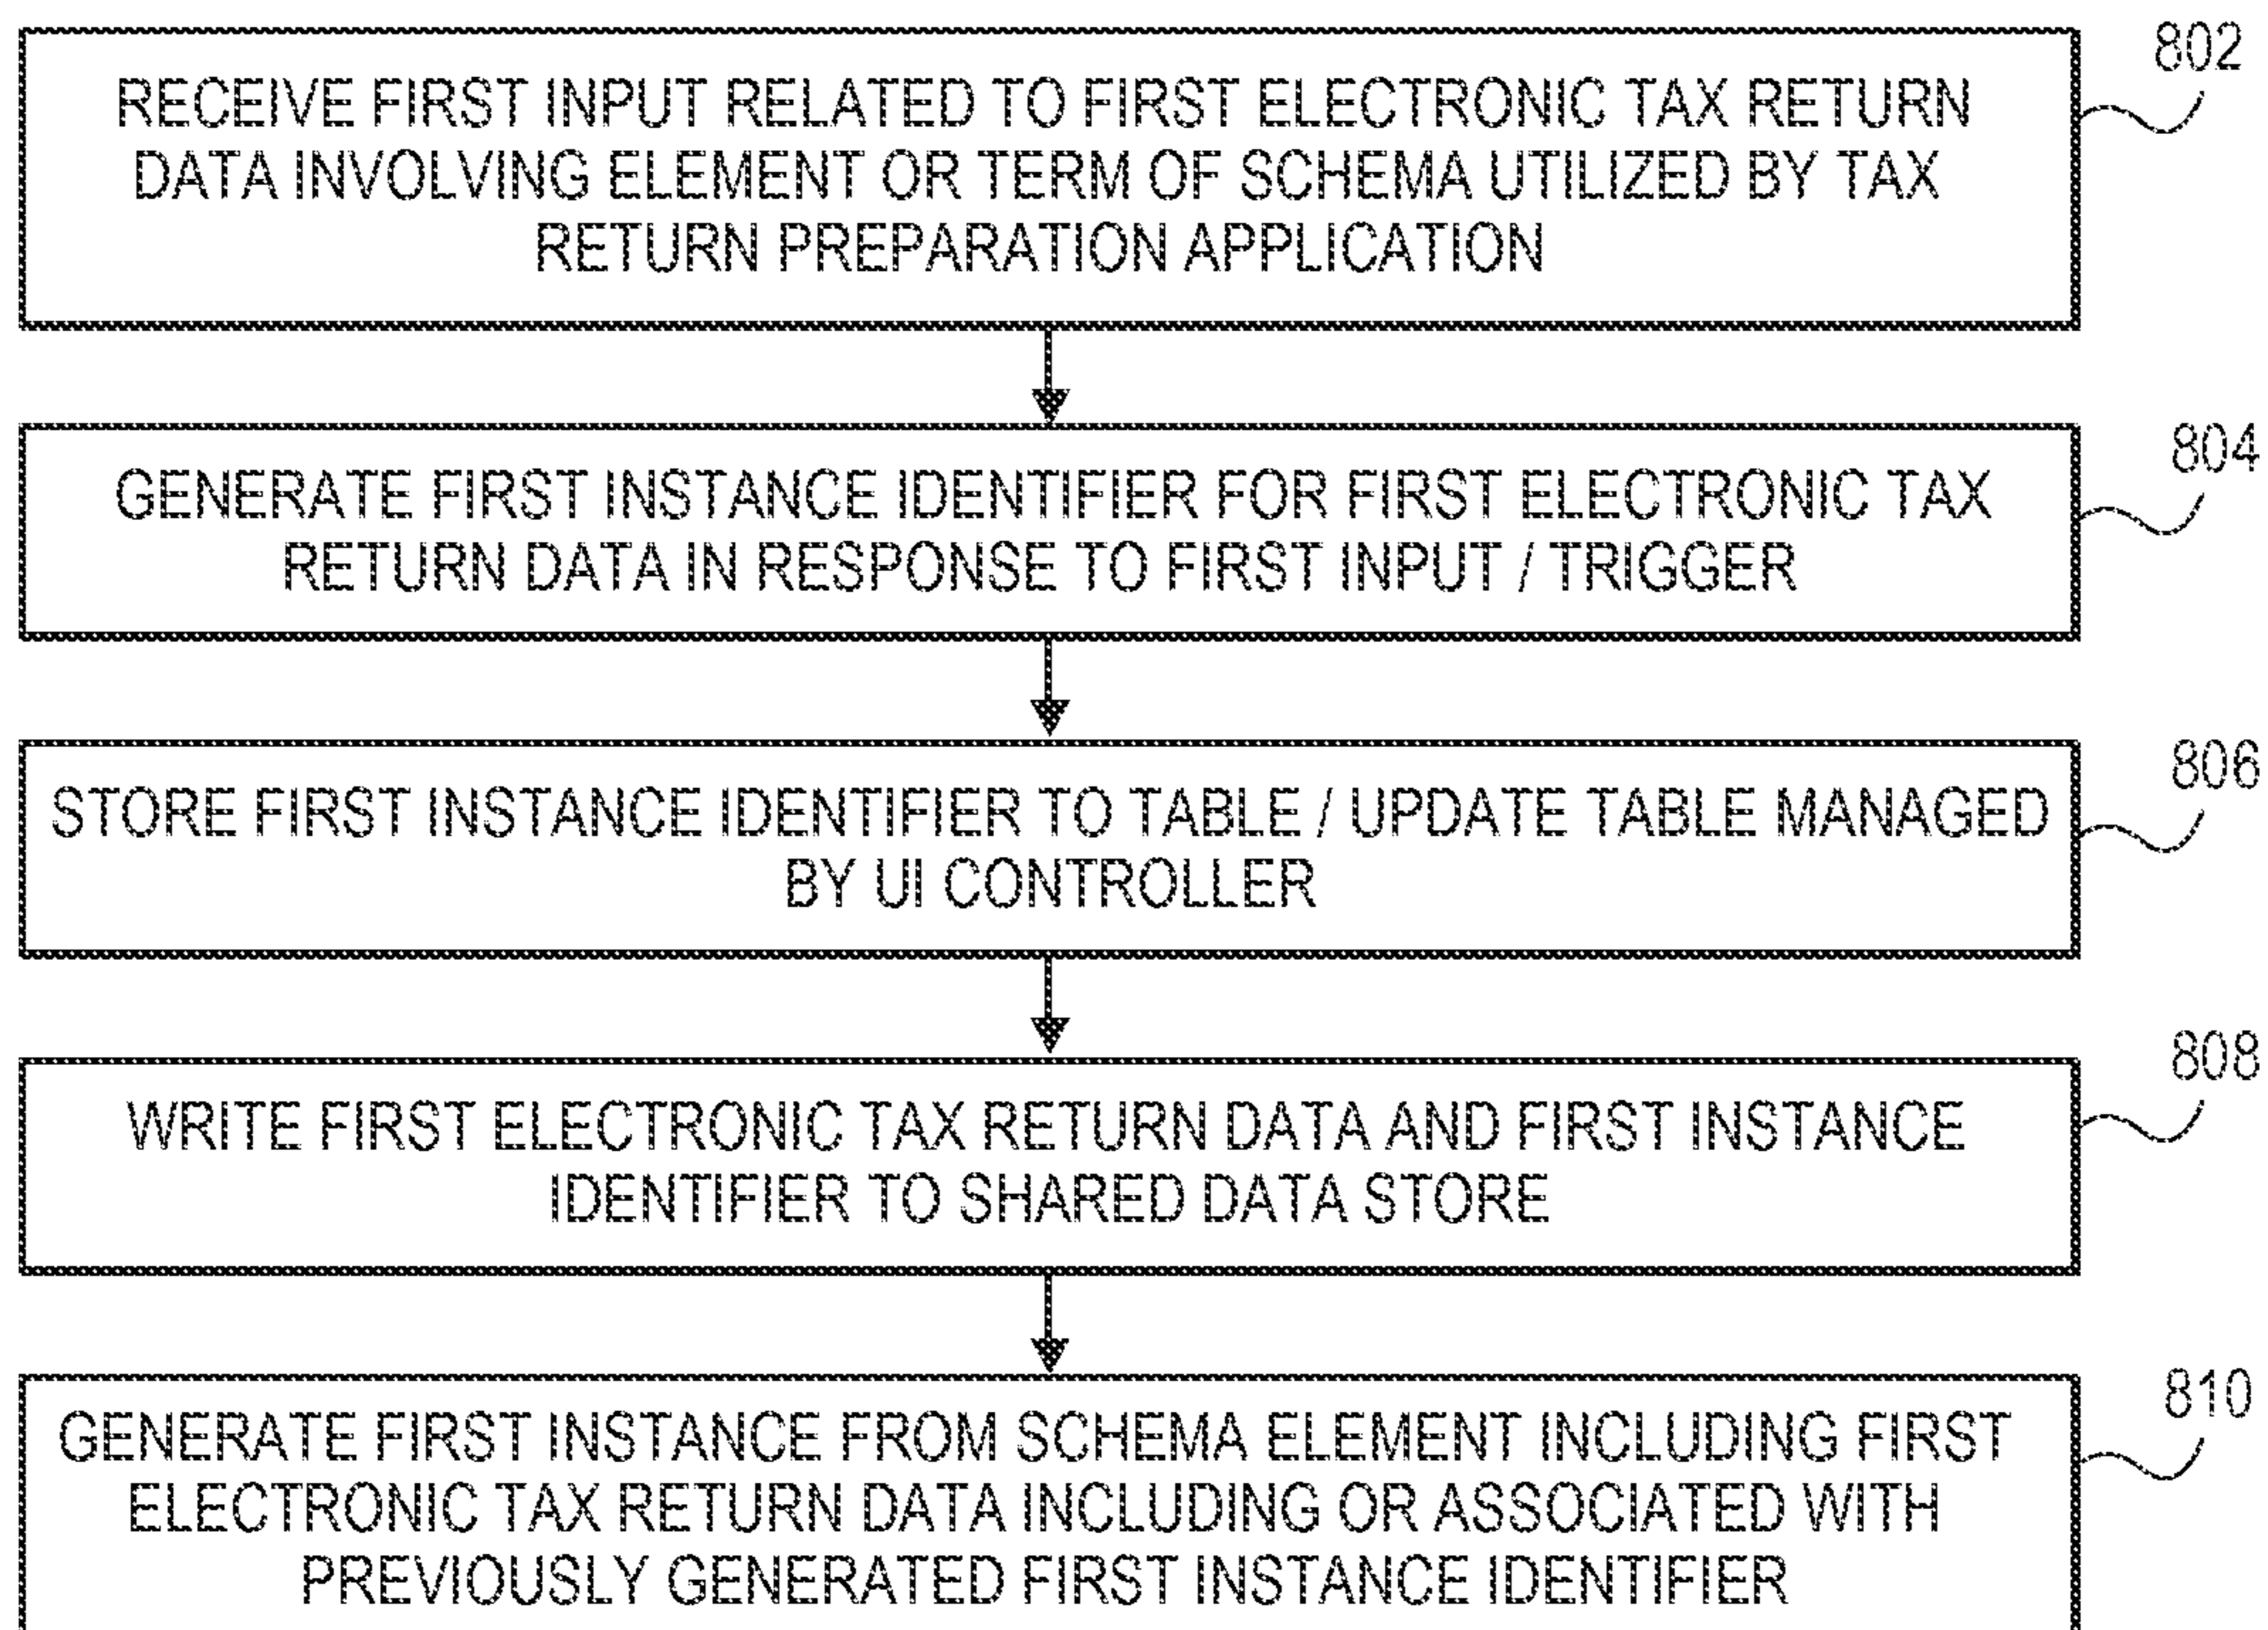 802
RECEIVE FIRST INPUT RELATED TO FIRST ELECTRONIC TAX RETURN
DATA INVOLVING ELEMENT OR TERM OF SCHEMA UTILIZED BY TAX
RETURN PREPARATION APPLICATION
804
GENERATE FIRST INSTANCE IDENTIFIER FOR FIRST ELECTRONIC TAX
RETURN DATA IN RESPONSE TO FIRST INPUT / TRIGGER
806
STORE FIRST INSTANCE IDENTIFIER TO TABLE / UPDATE TABLE MANAGED
BY UI CONTROLLER
808
WRITE FIRST ELECTRONIC TAX RETURN DATA AND FIRST INSTANCE
IDENTIFIER TO SHARED DATA STORE
810
GENERATE FIRST INSTANCE FROM SCHEMA ELEMENT INCLUDING FIRST
ELECTRONIC TAX RETURN DATA INCLUDING OR ASSOCIATED WITH
PREVIOUSLY GENERATED FIRST INSTANCE IDENTIFIER